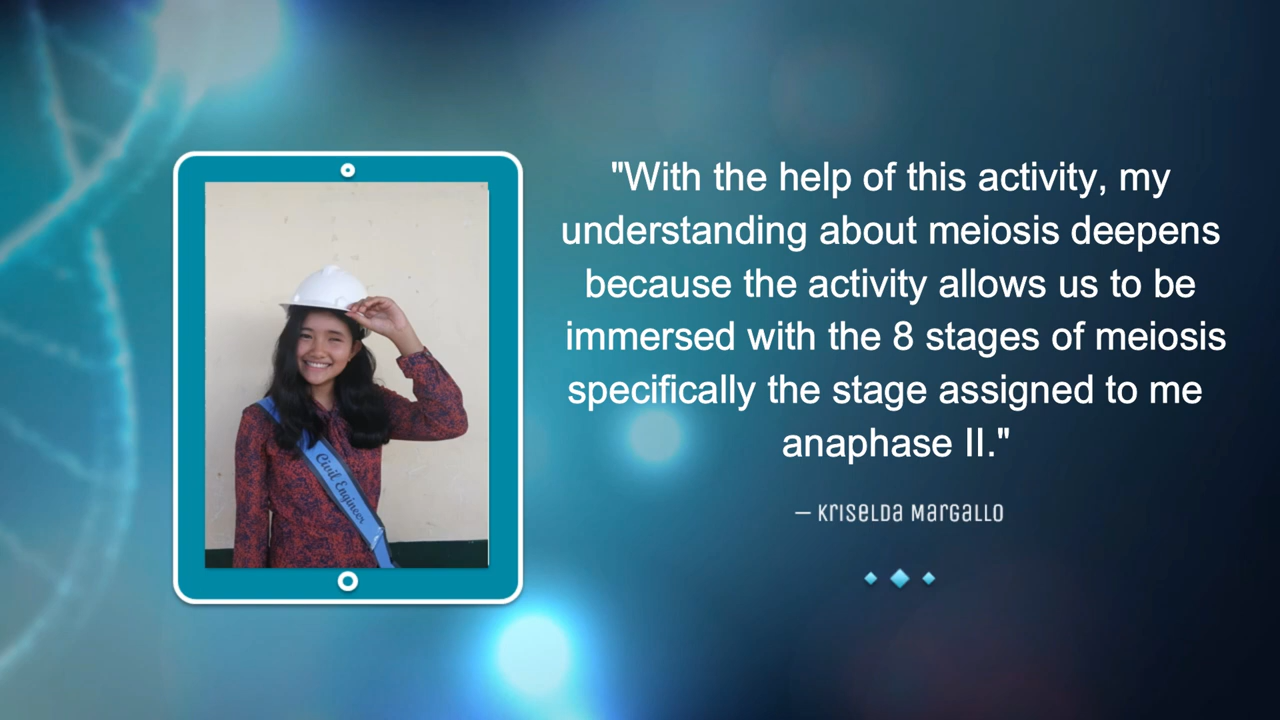 Civil Engineer
"With the help of this activity, my
understanding about meiosis deepens
because the activity allows us to be
immersed with the 8 stages of meiosis
specifically the stage assigned to me
anaphase II."
— Kriselda Margallo